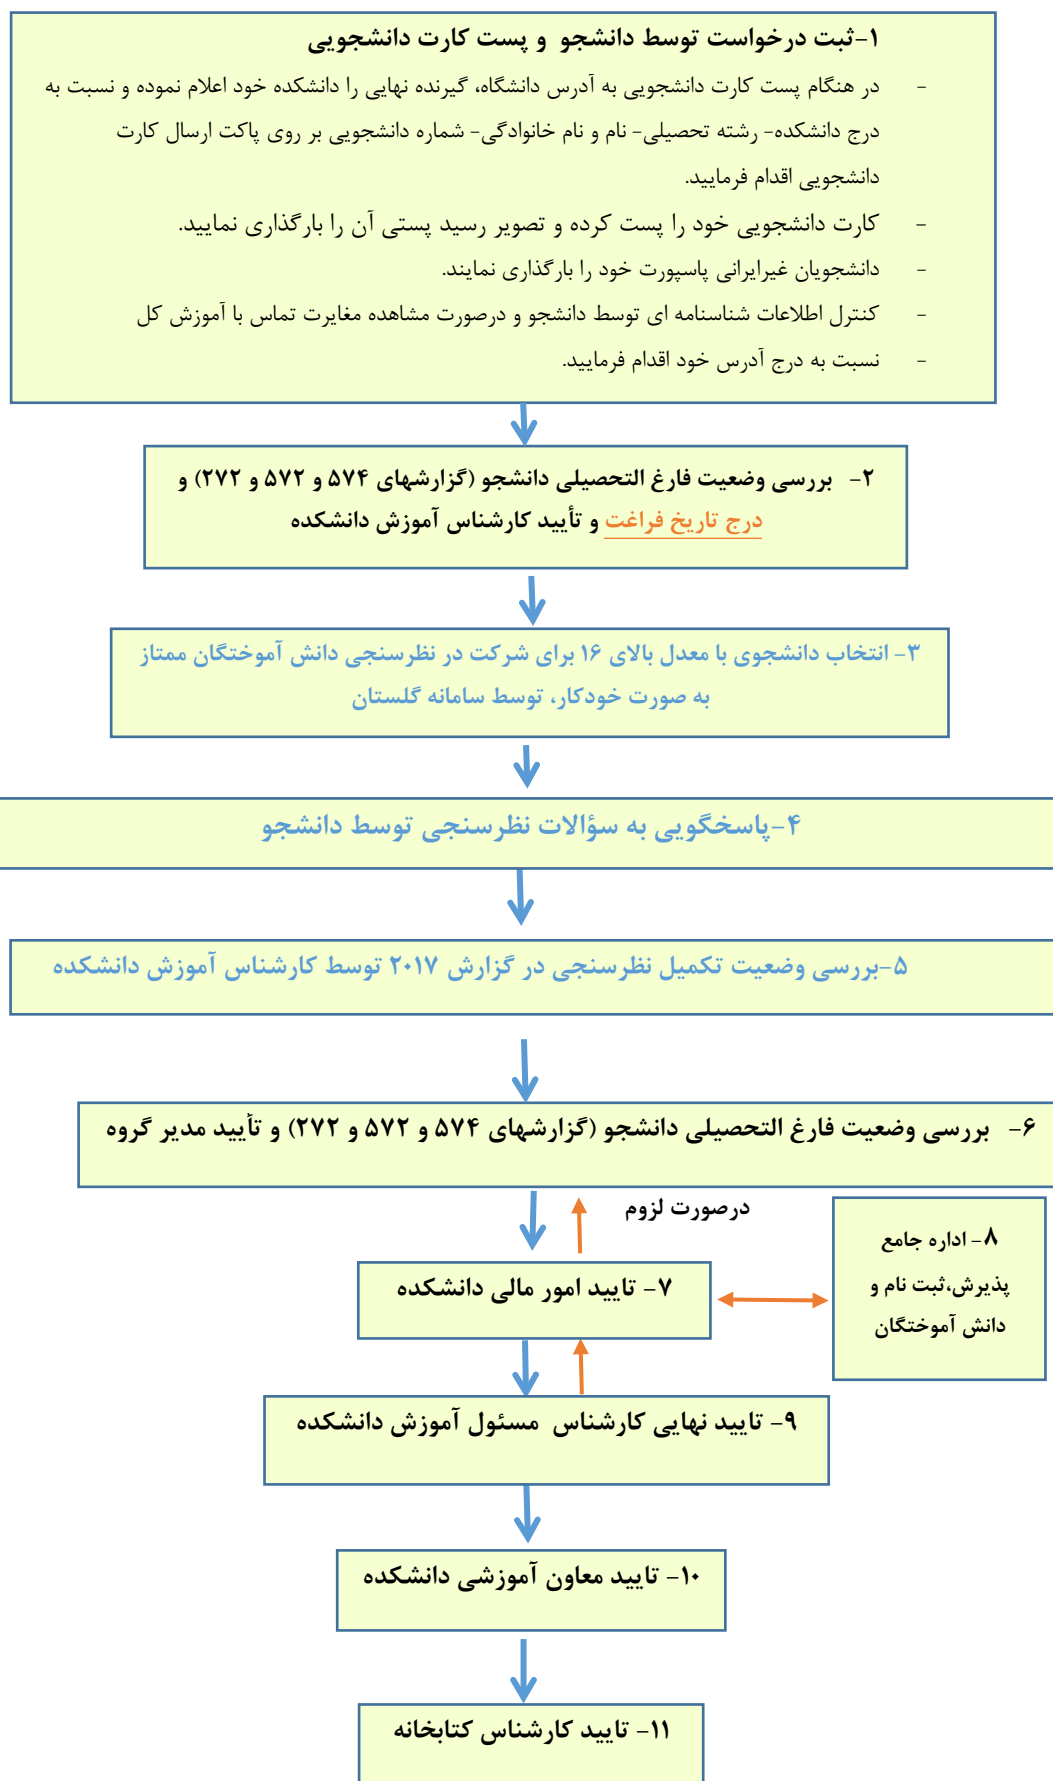 ۱-ثبت درخواست توسط دانشجو و پست کارت دانشجویی
- در هنگام پست کارت دانشجویی به آدرس دانشگاه، گیرنده نهایی را دانشکده خود اعلام نموده و نسبت به
درج دانشکده- رشته تحصیلی- نام و نام خانوادگی- شماره دانشجویی بر روی پاکت ارسال کارت
دانشجویی اقدام فرمایید.
- کارت دانشجویی خود را پست کرده و تصویر رسید پستی آن را بارگذاری نمایید.
- دانشجویان غیرایرانی پاسپورت خود را بارگذاری نمایند.
- کنترل اطلاعات شناسنامه ای توسط دانشجو و درصورت مشاهده مغایرت تماس با آموزش کل
- نسبت به درج آدرس خود اقدام فرمایید.
۲- بررسی وضعیت فارغ التحصیلی دانشجو (گزارشهای ۵۷۴ و ۵۷۲ و ۲۷۲) و
درج تاریخ فراغت و تأیید کارشناس آموزش دانشکده
۳- انتخاب دانشجوی با معدل بالای ۱۶ برای شرکت در نظرسنجی دانش آموختگان ممتاز
به صورت خودکار، توسط سامانه گلستان
۴-پاسخگویی به سؤالات نظرسنجی توسط دانشجو
۵-بررسی وضعیت تکمیل نظرسنجی در گزارش ۲۰۱۷ توسط کارشناس آموزش دانشکده
۶- بررسی وضعیت فارغ التحصیلی دانشجو (گزارشهای ۵۷۴ و ۵۷۲ و ۲۷۲) و تأیید مدیر گروه
درصورت لزوم
۷- تایید امور مالی دانشکده
۸- اداره جامع
پذیرش،ثبت نام و
دانش آموختگان
۹- تایید نهایی کارشناس مسئول آموزش دانشکده
۱۰- تایید معاون آموزشی دانشکده
۱۱- تایید کارشناس کتابخانه